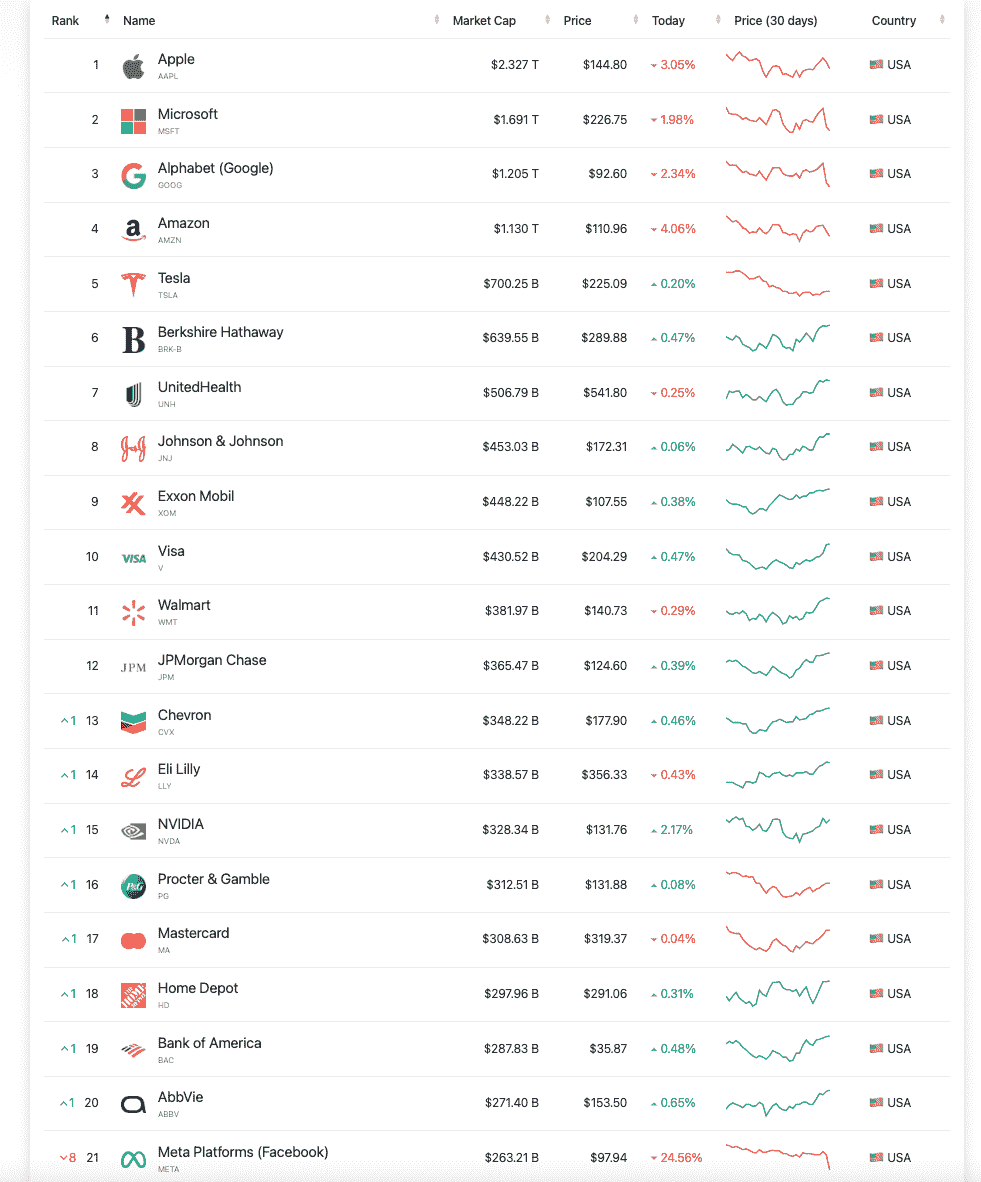 Rank Name Market Cap Price Today Price (30 days) Country
1 Apple $2.327 T $144.80 3.05% USA
AAPL
2 Microsoft $1.691 T $226.75 1.98% USA
MSFT
3 Alphabet (Google) $1.205 T $92.60 2.34% USA
GOOG
4 Amazon $1.130 T $110.96 4.06% USA
AMZN
5 Tesla $700.25 B $225.09 0.20% USA
TSLA
6 Berkshire Hathaway $639.55 B $289.88 0.47% USA
BRK-B
7 UnitedHealth $506.79 B $541.80 0.25% USA
UNH
8 Johnson & Johnson $453.03 B $172.31 0.06% USA
JNJ
9 Exxon Mobil $448.22 B $107.55 0.38% USA
XOM
10 VISA Visa $430.52 B $204.29 0.47% USA
V
11 Walmart $381.97 B $140.73 0.29% USA
WMT
12 JPM JPMorgan Chase $365.47 B $124.60 0.39% USA
JPM
1 13 Chevron $348.22 B $177.90 0.46% USA
CVX
1 14 Eli Lilly $338.57 B $356.33 0.43% USA
LLY
1 15 NVIDIA $328.34 B $131.76 2.17% USA
NVDA
1 16 P&G Procter & Gamble $312.51 B $131.88 0.08% USA
PG
1 17 Mastercard $308.63 B $319.37 0.04% USA
MA
1 18 Home Depot $297.96 B $291.06 0.31% USA
HD
1 19 Bank of America $287.83 B $35.87 0.48% USA
BAC
1 20 AbbVie $271.40 B $153.50 0.65% USA
ABBV
8 21 Meta Platforms (Facebook) $263.21 B $97.94 24.56% USA
META